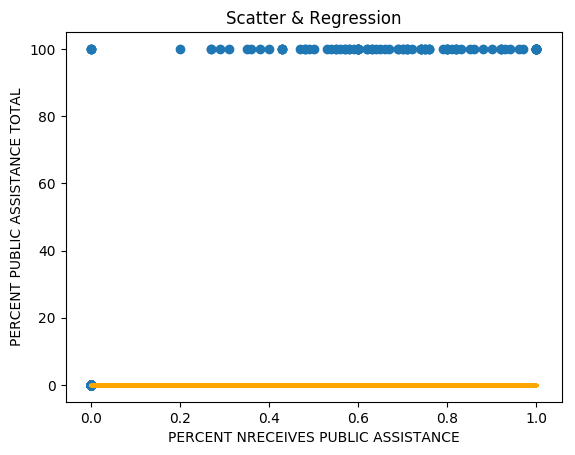 Scatter & Regression
100
80
60
40
20
0
PERCENT PUBLIC ASSISTANCE TOTAL
0.0 0.2 0.4 0.6 0.8 1.0
PERCENT NRECEIVES PUBLIC ASSISTANCE